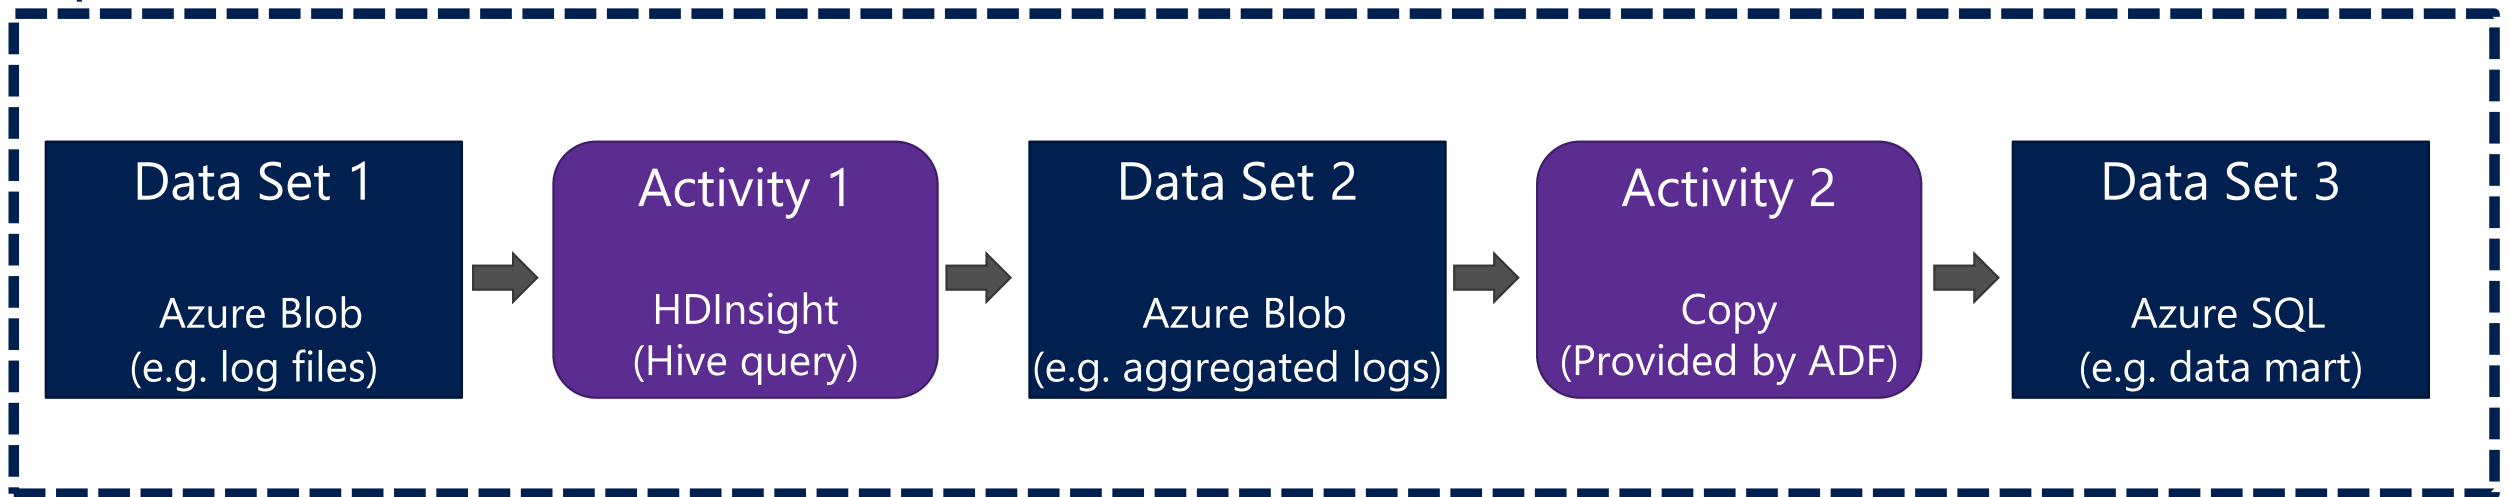 Data Set 1
Azure Blob
(e.g. log files)
Activity 1
HDInsight
(Hive query)
Data Set 2
Azure Blob
(e.g. aggregated logs)
Activity 2
Copy
(Provided by ADF)
Data Set 3
Azure SQL
(e.g. data mart)